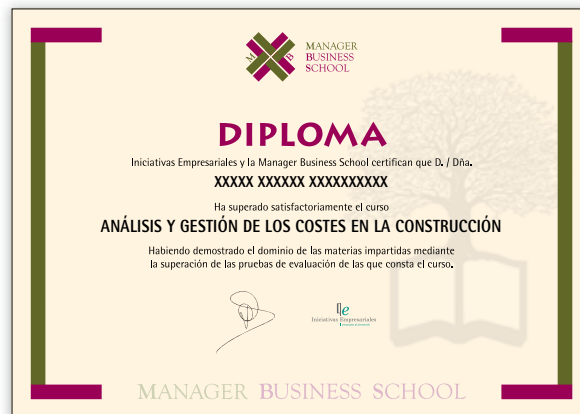 M B
MANAGER
BUSINESS
SCHOOL
DIPLOMA
Iniciativas Empresariales y la Manager Business School certifican que D. / Dña.
XXXXX XXXXXX XXXXXXXXXX
Ha superado satisfactoriamente el curso
ANÁLISIS Y GESTIÓN DE LOS COSTES EN LA CONSTRUCCIÓN
Habiendo demostrado el dominio de las materias impartidas mediante
la superación de las pruebas de evaluación de las que consta el curso.
Iniciativas Empresariales
MANAGER BUSINESS SCHOOL